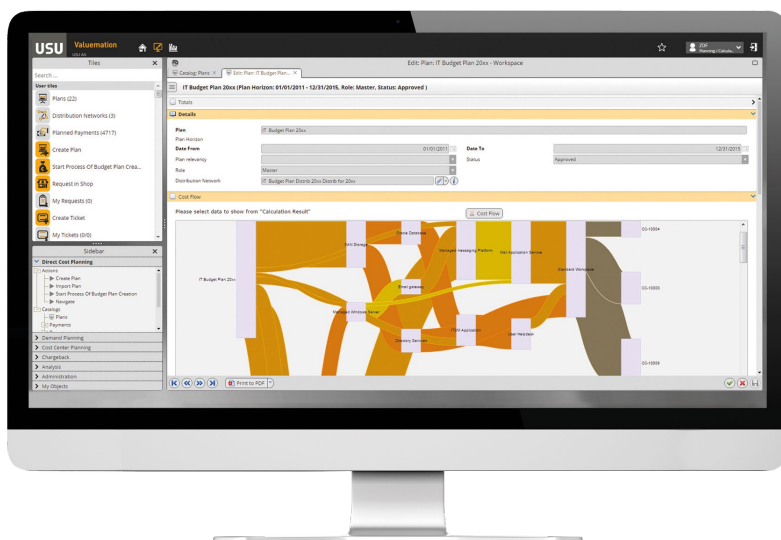 USU Valuemation
USU AG
ZOF
Planning / Calcula...
Tiles
Edit: Plan: IT Budget Plan 20xx - Workspace
Search ...
Catalog: Plans
Edit: Plan: IT Budget Plan...
User tiles
IT Budget Plan 20xx (Plan Horizon: 01/01/2011 - 12/31/2015, Role: Master, Status: Approved )
Plans (22)
Totals
Distribution Networks (3)
Details
Planned Payments (4717)
Plan
IT Budget Plan 20xx
Plan Horizon
Create Plan
Date From
01/01/2011
Date To
12/31/2015
Plan relevancy
Status
Approved
Start Process Of Budget Plan Crea...
Role
Master
Distribution Network
IT Budget Plan Distrib 20xx Distrib for 20xx
Request in Shop
Cost Flow
My Requests (0)
Please select data to show from "Calculation Result"
Cost Flow
Create Ticket
My Tickets (0/0)
Sidebar
Direct Cost Planning
Actions
Create Plan
Import Plan
Start Process Of Budget Plan Creation
Navigate
Catalogs
Plans
Payments
Demand Planning
Cost Center Planning
Chargeback
Analysis
Administration
My Objects
IT Budget Plan 20xx
SAN Storage
Oracle Database
Managed messaging Platform
Mail Application Service
Standard Workspace
Email gateway
Managed Windows Server
Directory Services
ITSM Application
User Helpdesk
Print to PDF